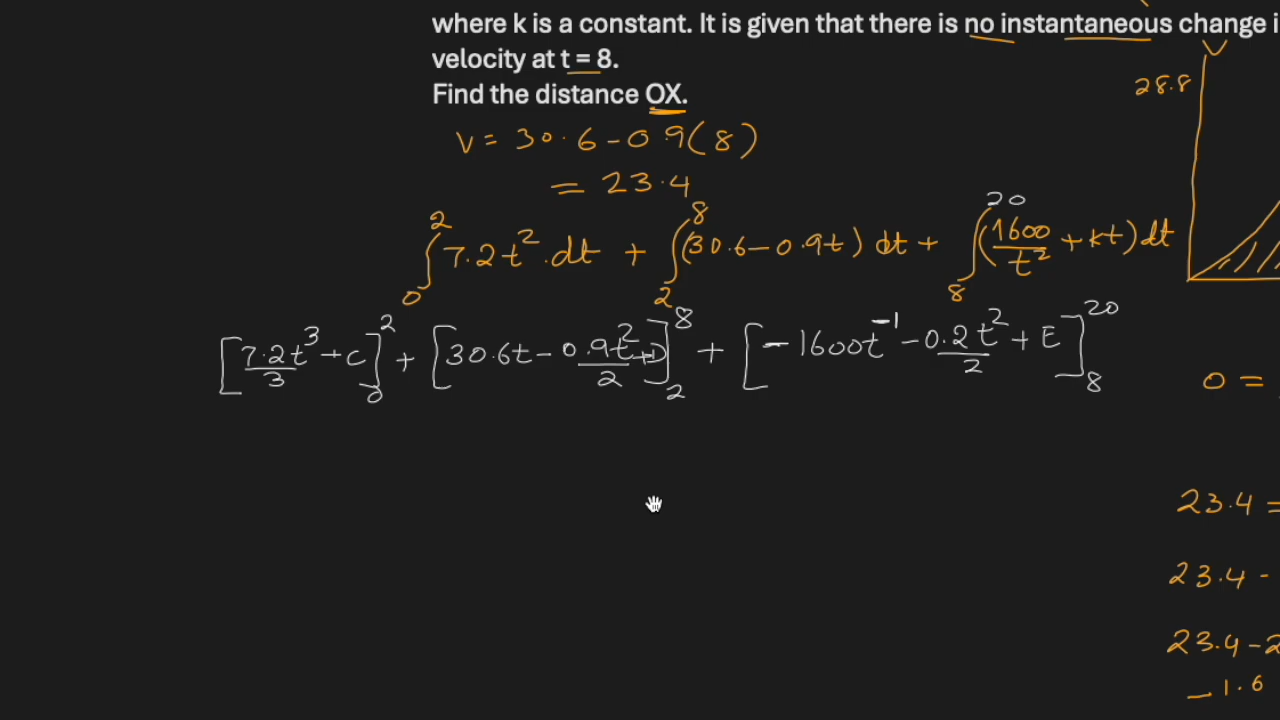 where k is a constant. It is given that there is no instantaneous change i
velocity at t = 8.
Find the distance OX.
V
28.8
v = 30.6 - 0.9(8)
= 23.4
∫₀² 7.2t² . dt + ∫₂⁸ (30.6 - 0.9t) dt + ∫₈²⁰ (1600/t² + kt) dt
[7.2t³/3 + C]₀² + [30.6t - 0.9t²/2 + D]₂⁸ + [-1600t⁻¹ - 0.2t²/2 + E]₈²⁰
0 =
23.4 =
23.4 -
23.4 - 2
-1.6